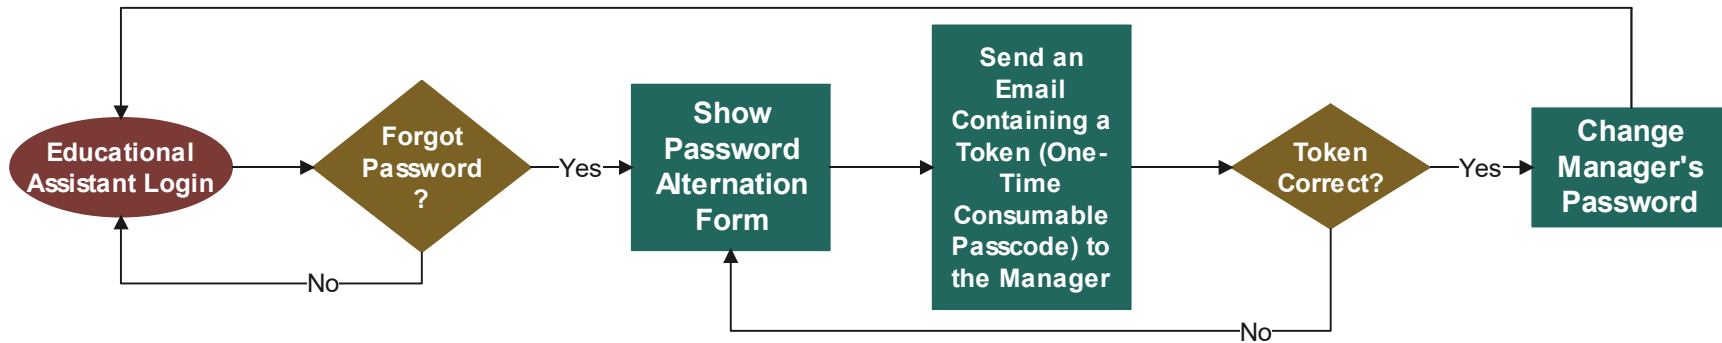 Educational
Assistant Login
Forgot
Password
?
Yes
No
Show
Password
Alternation
Form
Send an
Email
Containing a
Token (One-
Time
Consumable
Passcode) to
the Manager
Token
Correct?
Yes
No
Change
Manager's
Password